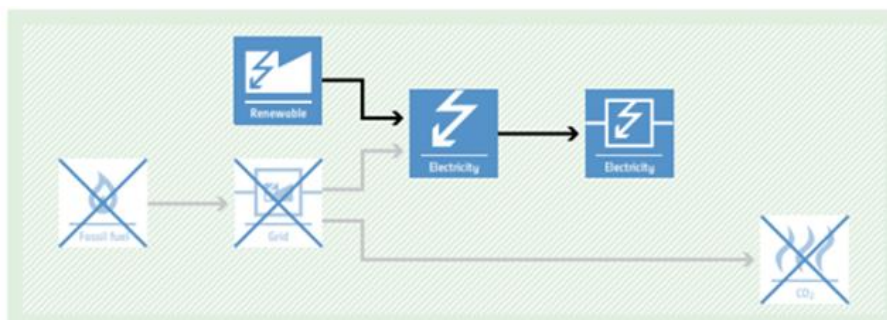 Renewable
Electricity
Electricity
Fossil fuel
Grid
CO₂